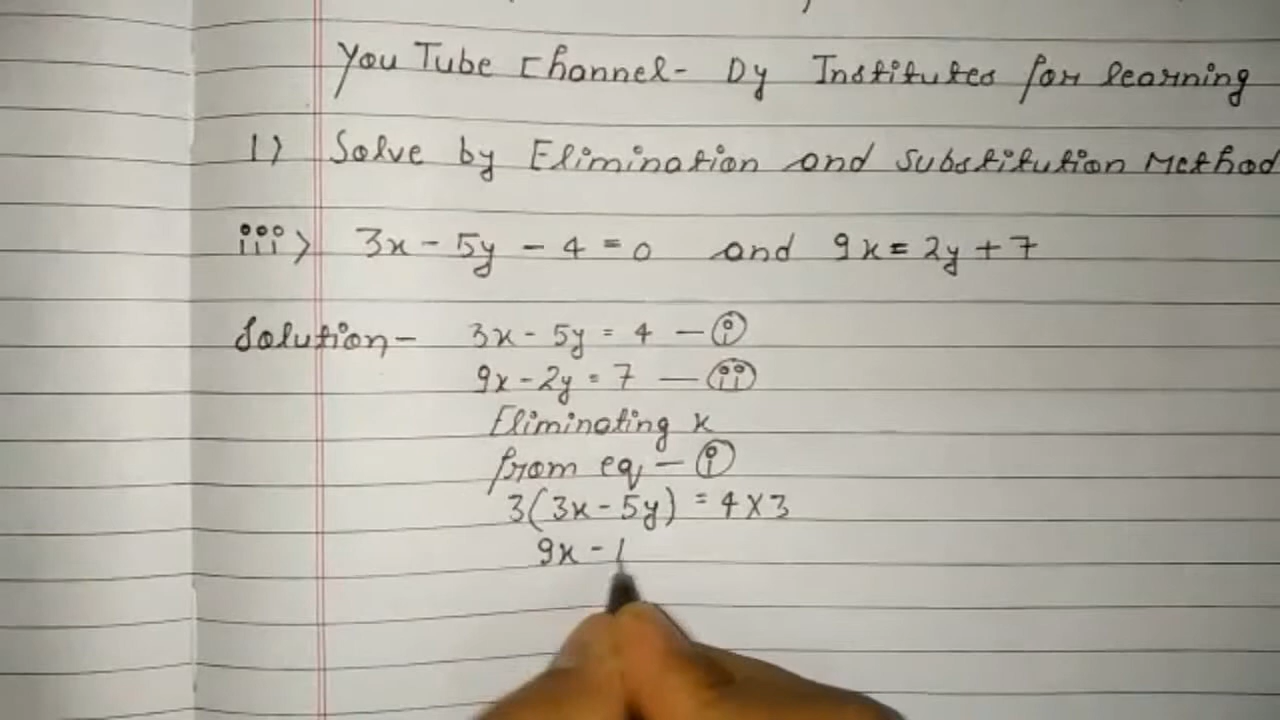 YouTube Channel- Dy Institutes for learning
1) Solve by Elimination and substitution Method
iii) 3x - 5y - 4 = 0 and 9x = 2y + 7
Solution- 3x - 5y = 4 — (i)
9x - 2y = 7 — (ii)
Eliminating x
from eq — (i)
3(3x - 5y) = 4 x 3
9x - 1